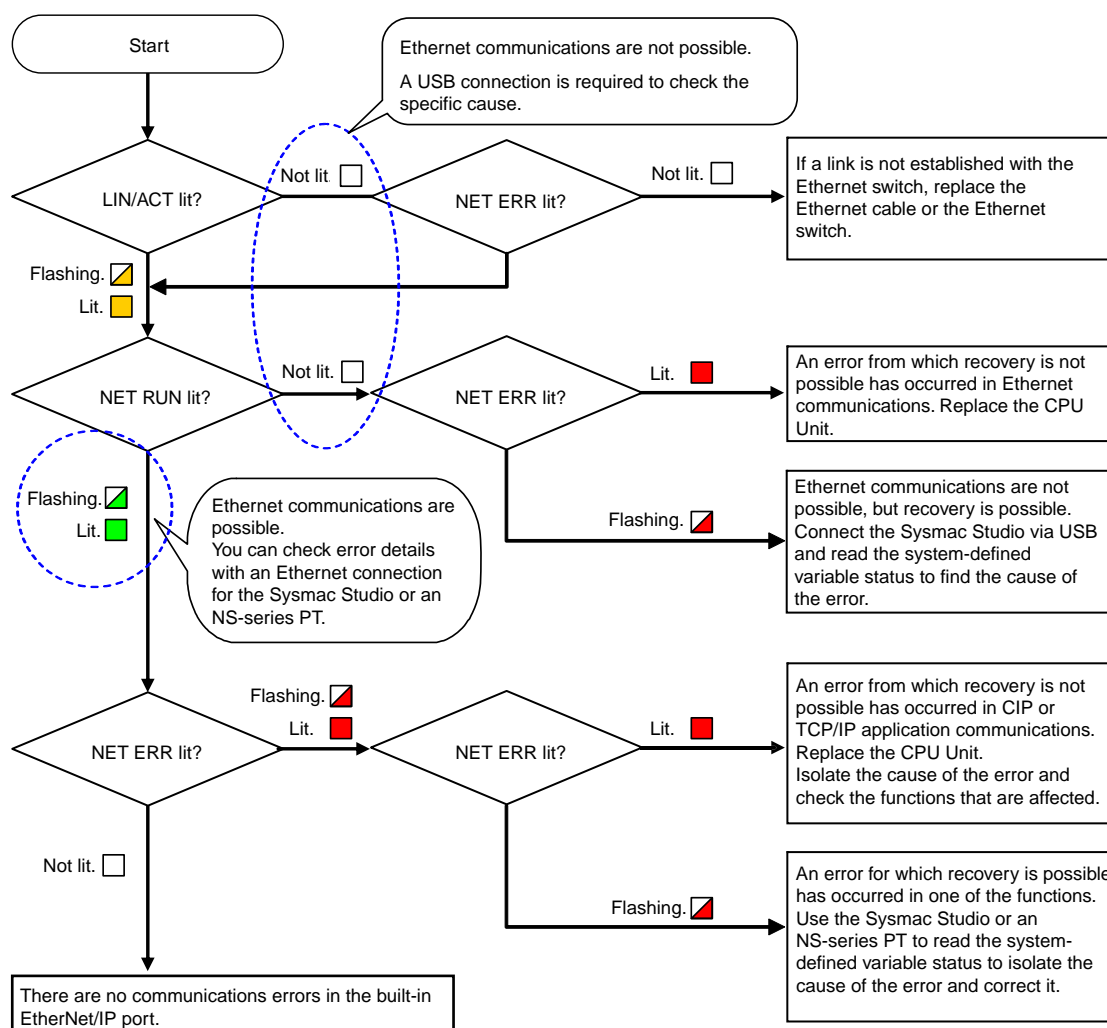 Start
Ethernet communications are not possible.
A USB connection is required to check the
specific cause.
LIN/ACT lit?
Not lit.
NET ERR lit?
Not lit.
If a link is not established with the
Ethernet switch, replace the
Ethernet cable or the Ethernet
switch.
Flashing.
Lit.
NET RUN lit?
Not lit.
NET ERR lit?
Lit.
An error from which recovery is not
possible has occurred in Ethernet
communications. Replace the CPU
Unit.
Flashing.
Lit.
Ethernet communications are
possible.
You can check error details
with an Ethernet connection
for the Sysmac Studio or an
NS-series PT.
Flashing.
Ethernet communications are not
possible, but recovery is possible.
Connect the Sysmac Studio via USB
and read the system-defined
variable status to find the cause of
the error.
NET ERR lit?
Flashing.
Lit.
NET ERR lit?
Lit.
An error from which recovery is not
possible has occurred in CIP or
TCP/IP application communications.
Replace the CPU Unit.
Isolate the cause of the error and
check the functions that are affected.
Not lit.
Flashing.
An error for which recovery is possible
has occurred in one of the functions.
Use the Sysmac Studio or an
NS-series PT to read the system-
defined variable status to isolate the
cause of the error and correct it.
There are no communications errors in the built-in
EtherNet/IP port.